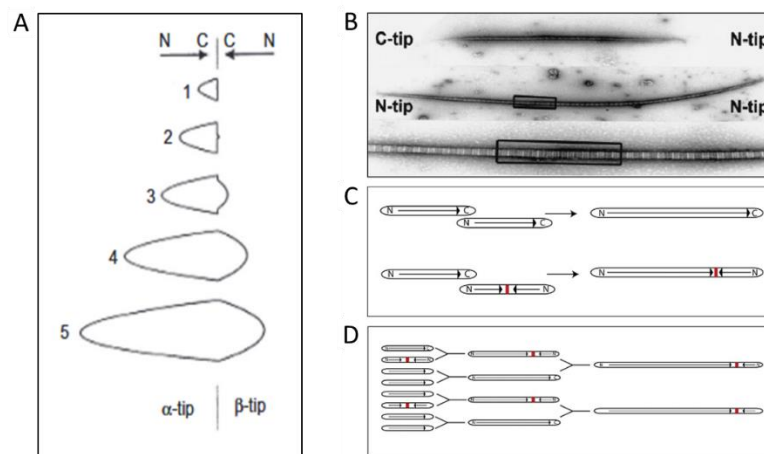 A
N C C N
1
2
3
4
5
α-tip β-tip
B
C-tip N-tip
N-tip N-tip
C
N C
N C
N C
N C
N N
N N
D